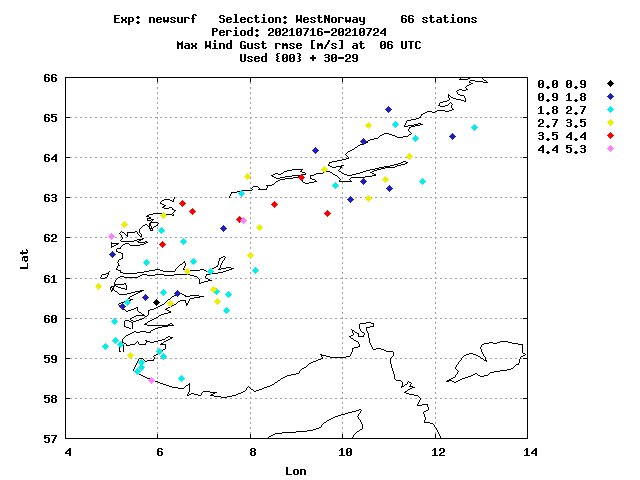 Exp: newsurf   Selection: WestNorway     66 stations
Period: 20210716-20210724
Max Wind Gust rmse [m/s] at  06 UTC
Used {00} + 30-29
66
65
64
63
62
61
60
59
58
57
4 6 8 10 12 14
Lat
Lon
0.0 0.9
0.9 1.8
1.8 2.7
2.7 3.5
3.5 4.4
4.4 5.3